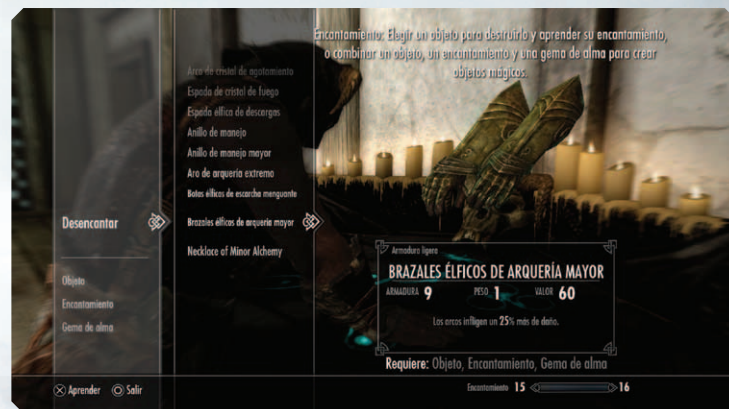 Encantamiento: Elegir un objeto para destruirlo y aprender su encantamiento,
o combinar un objeto, un encantamiento y una gema de alma para crear
objetos mágicos.
Arco de cristal de agotamiento
Espada de cristal de fuego
Espada élfica de descargas
Anillo de manejo
Anillo de manejo mayor
Aro de arquería extremo
Botas élficas de escarcha menguante
Desencantar
Brazales élficos de arquería mayor
Necklace of Minor Alchemy
Objeto
Encantamiento
Gema de alma
Armadura ligera
BRAZALES ÉLFICOS DE ARQUERÍA MAYOR
ARMADURA 9 PESO 1 VALOR 60
Los arcos infligen un 25% más de daño.
Requiere: Objeto, Encantamiento, Gema de alma
Aprender Salir
Encantamiento 15 16